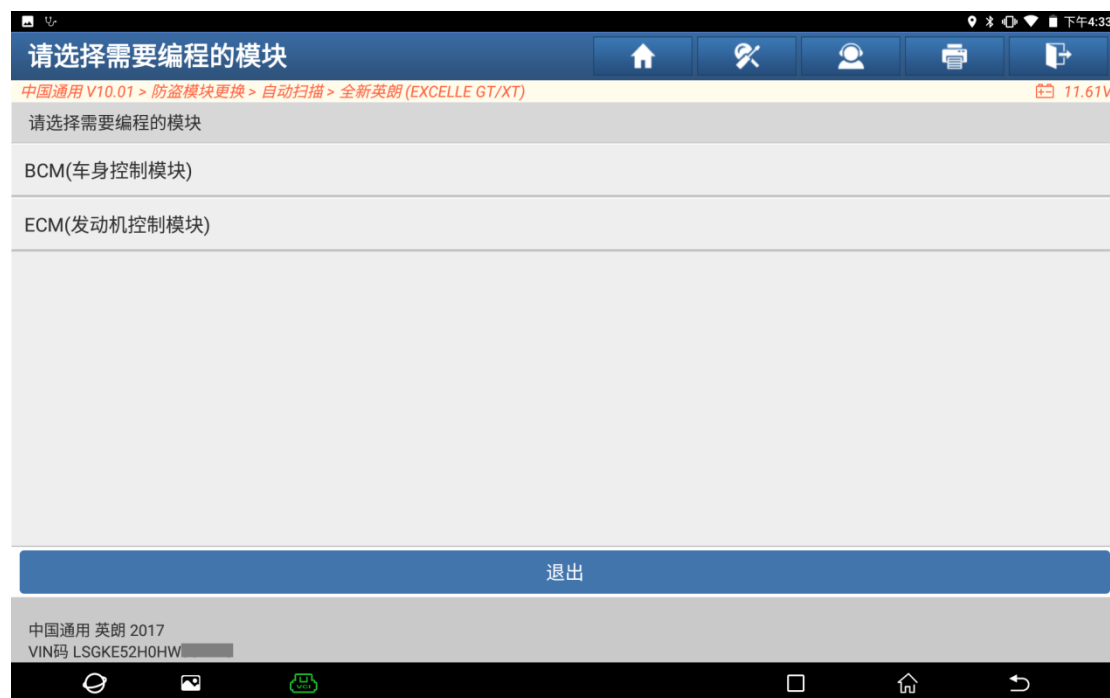 下午4:33
请选择需要编程的模块
中国通用 V10.01 > 防盗模块更换 > 自动扫描 > 全新英朗 (EXCELLE GT/XT)
11.61V
请选择需要编程的模块
BCM(车身控制模块)
ECM(发动机控制模块)
退出
中国通用 英朗 2017
VIN码 LSGKE52H0HW
VCI